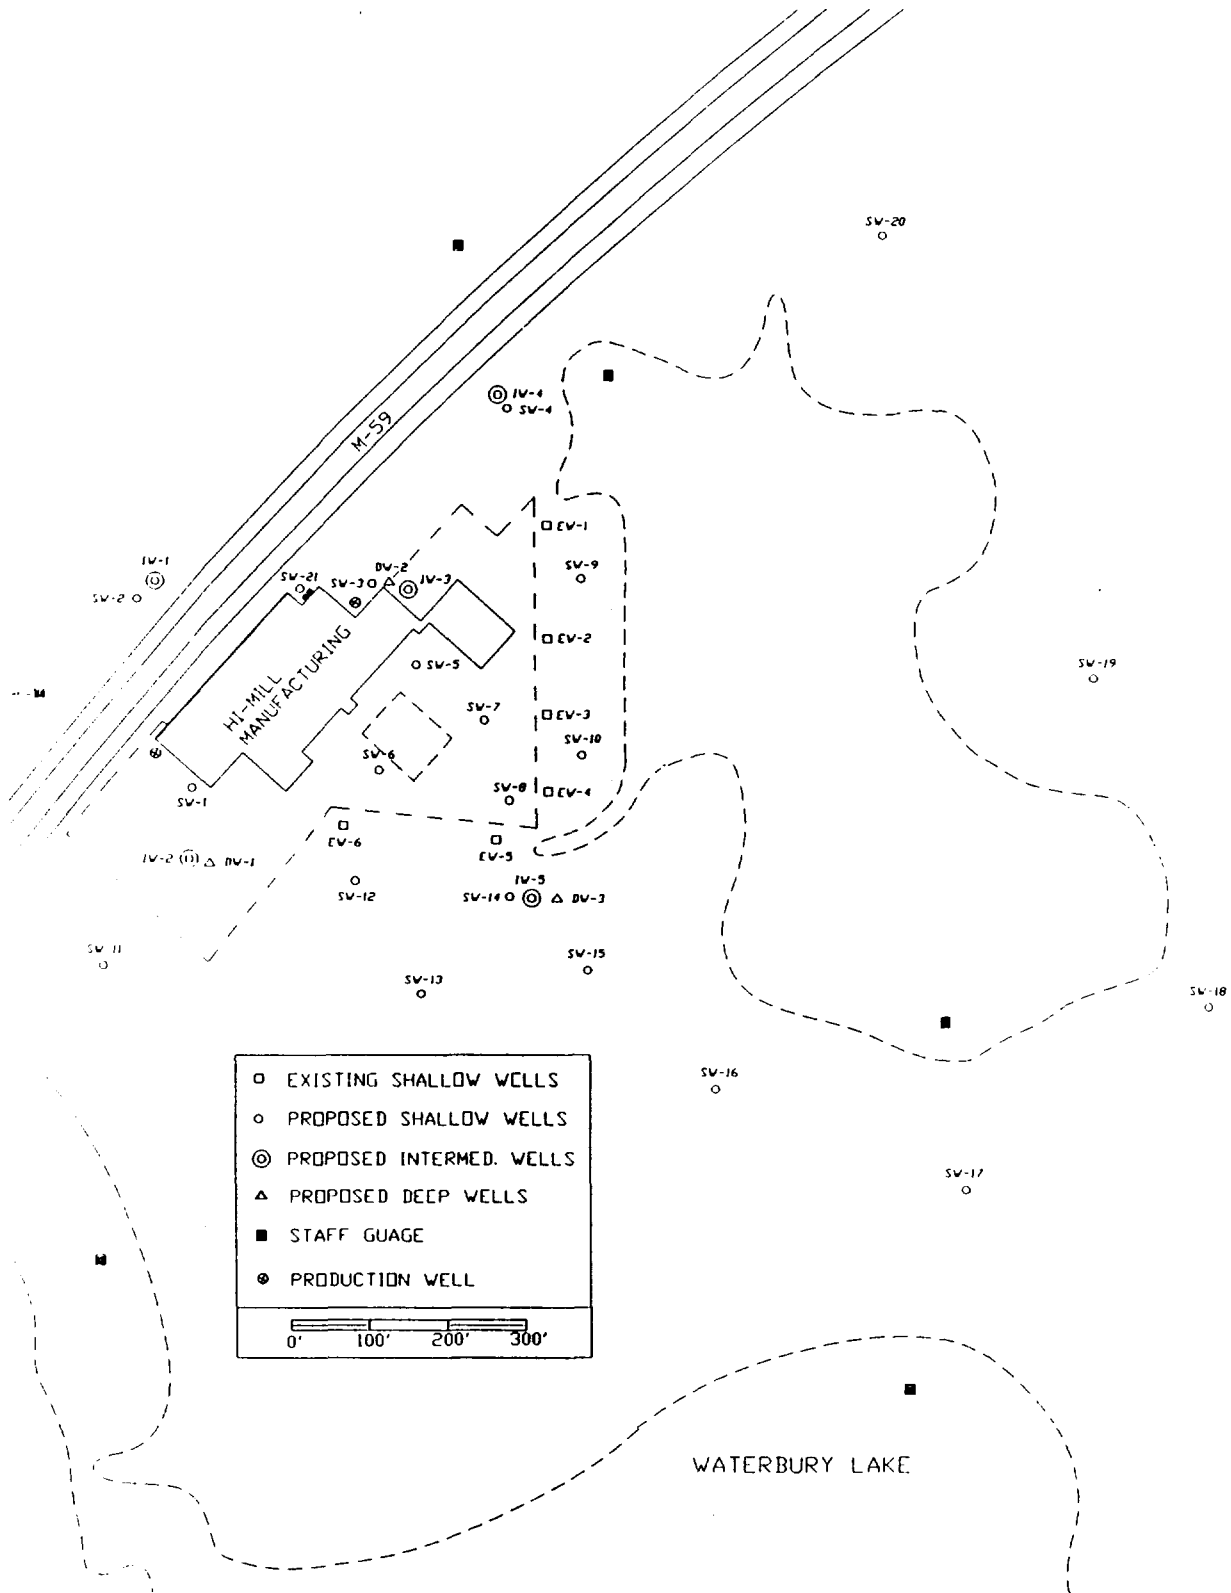 SW-20
IW-4
SW-4
M-59
EW-1
IW-1
SW-2
SW-21
SW-3
DW-2
IW-3
SW-9
EW-2
HI-MILL
MANUFACTURING
SW-5
SW-19
SW-7
EW-3
SW-10
SW-6
SW-1
SW-8
EW-4
EW-6
EW-5
IW-2
DW-1
SW-12
IW-5
SW-14
DW-3
SW-11
SW-15
SW-13
SW-18
EXISTING SHALLOW WELLS
PROPOSED SHALLOW WELLS
PROPOSED INTERMED. WELLS
PROPOSED DEEP WELLS
STAFF GUAGE
PRODUCTION WELL
0' 100' 200' 300'
SW-16
SW-17
WATERBURY LAKE